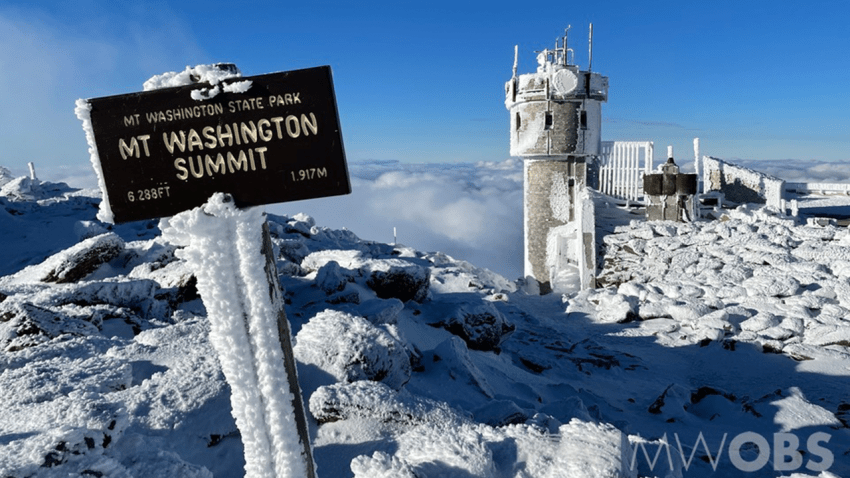 MT WASHINGTON STATE PARK
MT WASHINGTON
SUMMIT
6.288FT 1.917M
MWOBS